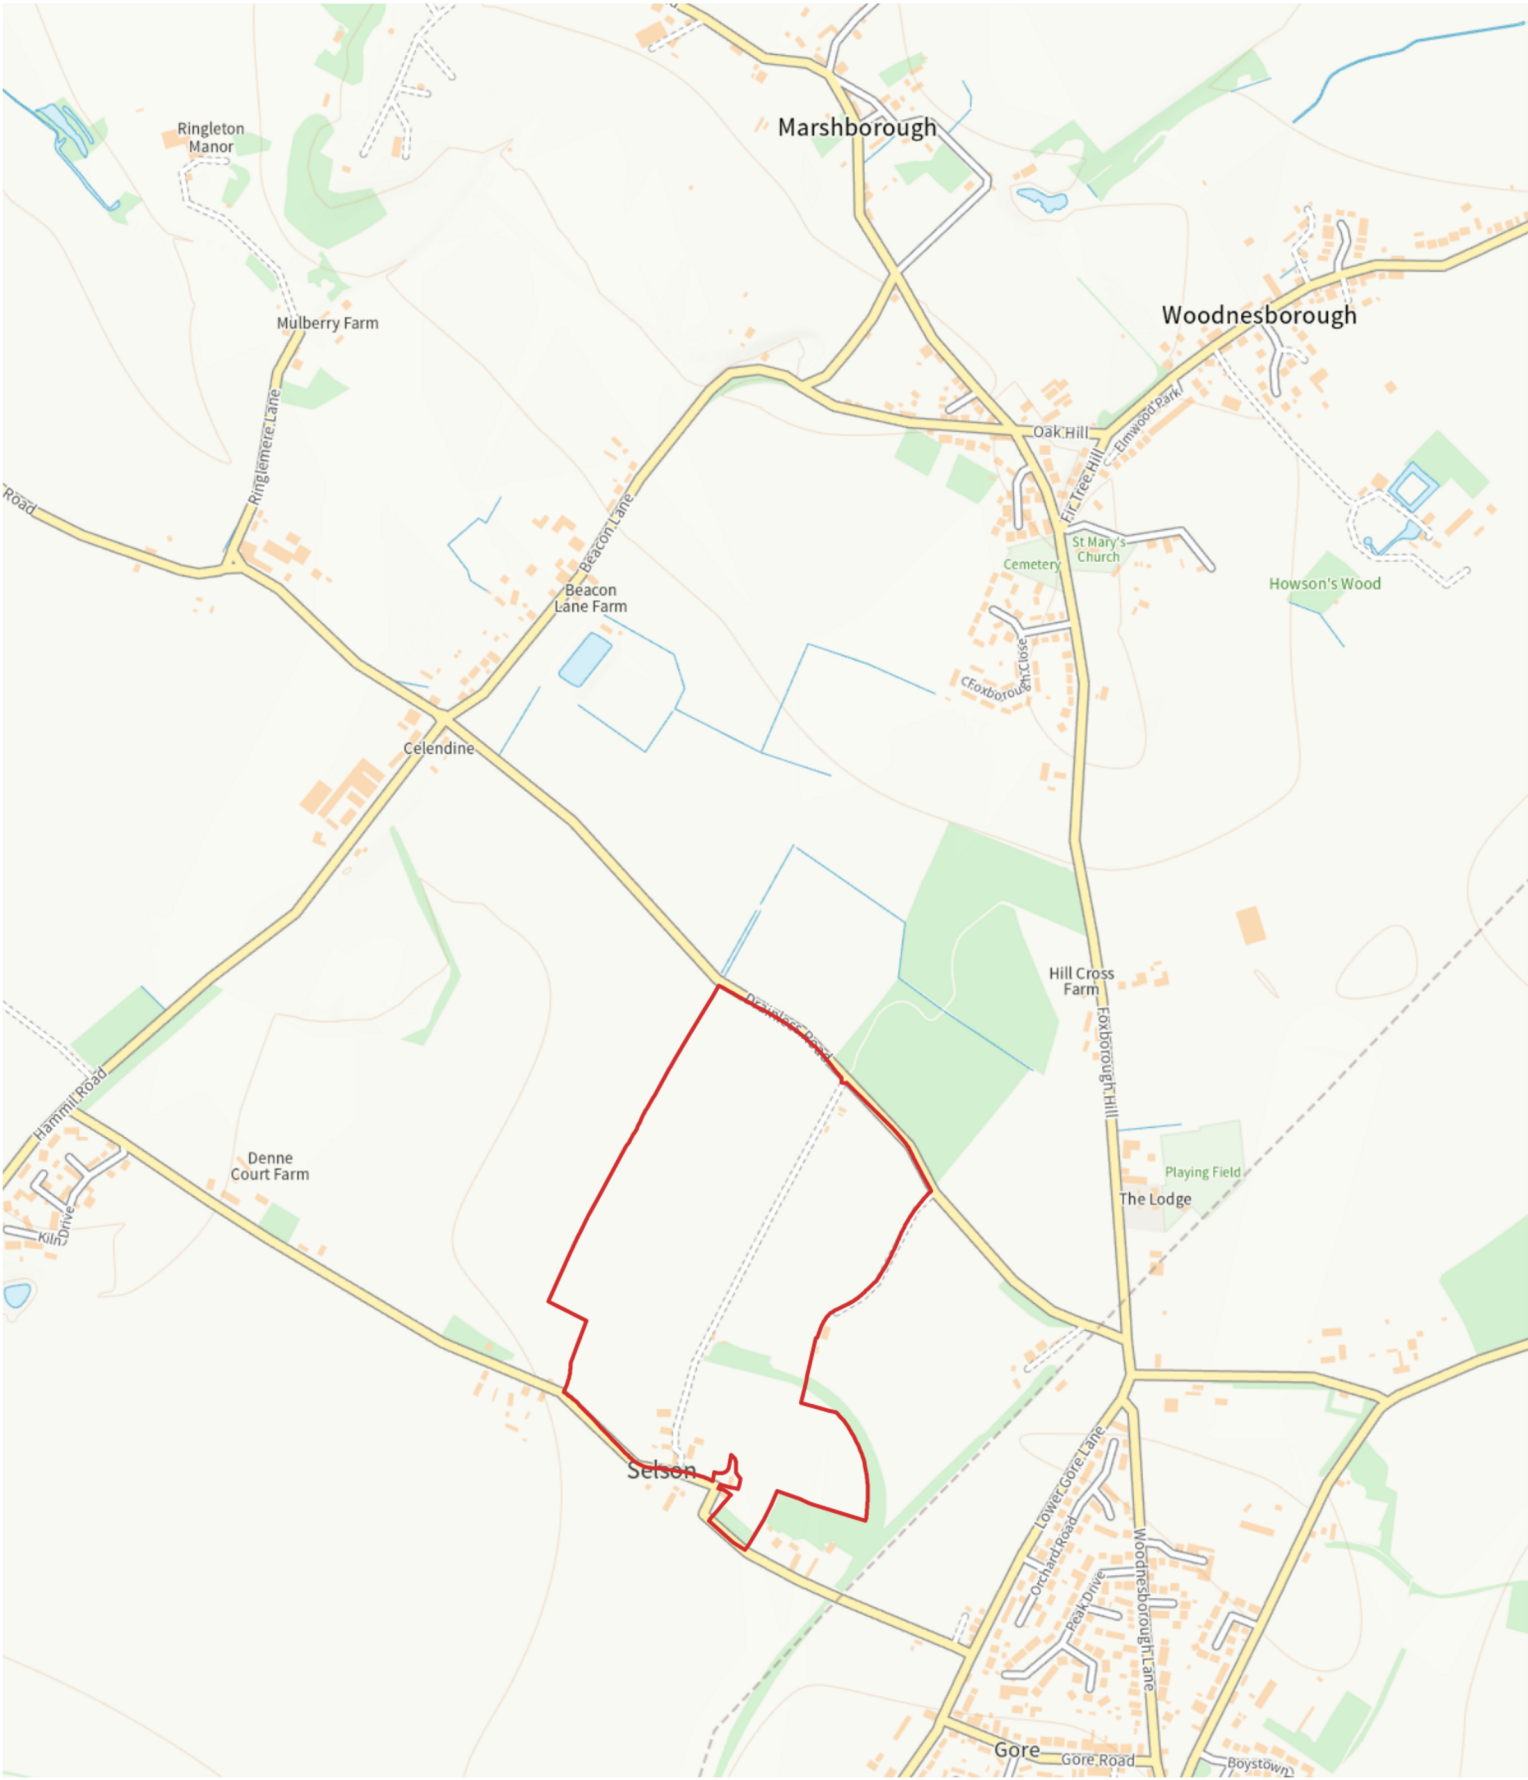 Marshborough
Ringleton
Manor
Woodnesborough
Mulberry Farm
Ringlemere Lane
Elmwood Park
Oak Hill
Fir Tree Hill
Road
Beacon Lane
St Mary's
Church
Cemetery
Howson's Wood
Beacon
Lane Farm
Foxborough Close
Celendine
Hill Cross
Farm
Drainless Road
Foxborough Hill
Hammil Road
Denne
Court Farm
Playing Field
The Lodge
Kiln Drive
Selson
Lower Gore Lane
Orchard Road
Peak Drive
Woodnesborough Lane
Gore
Gore Road
Boystown